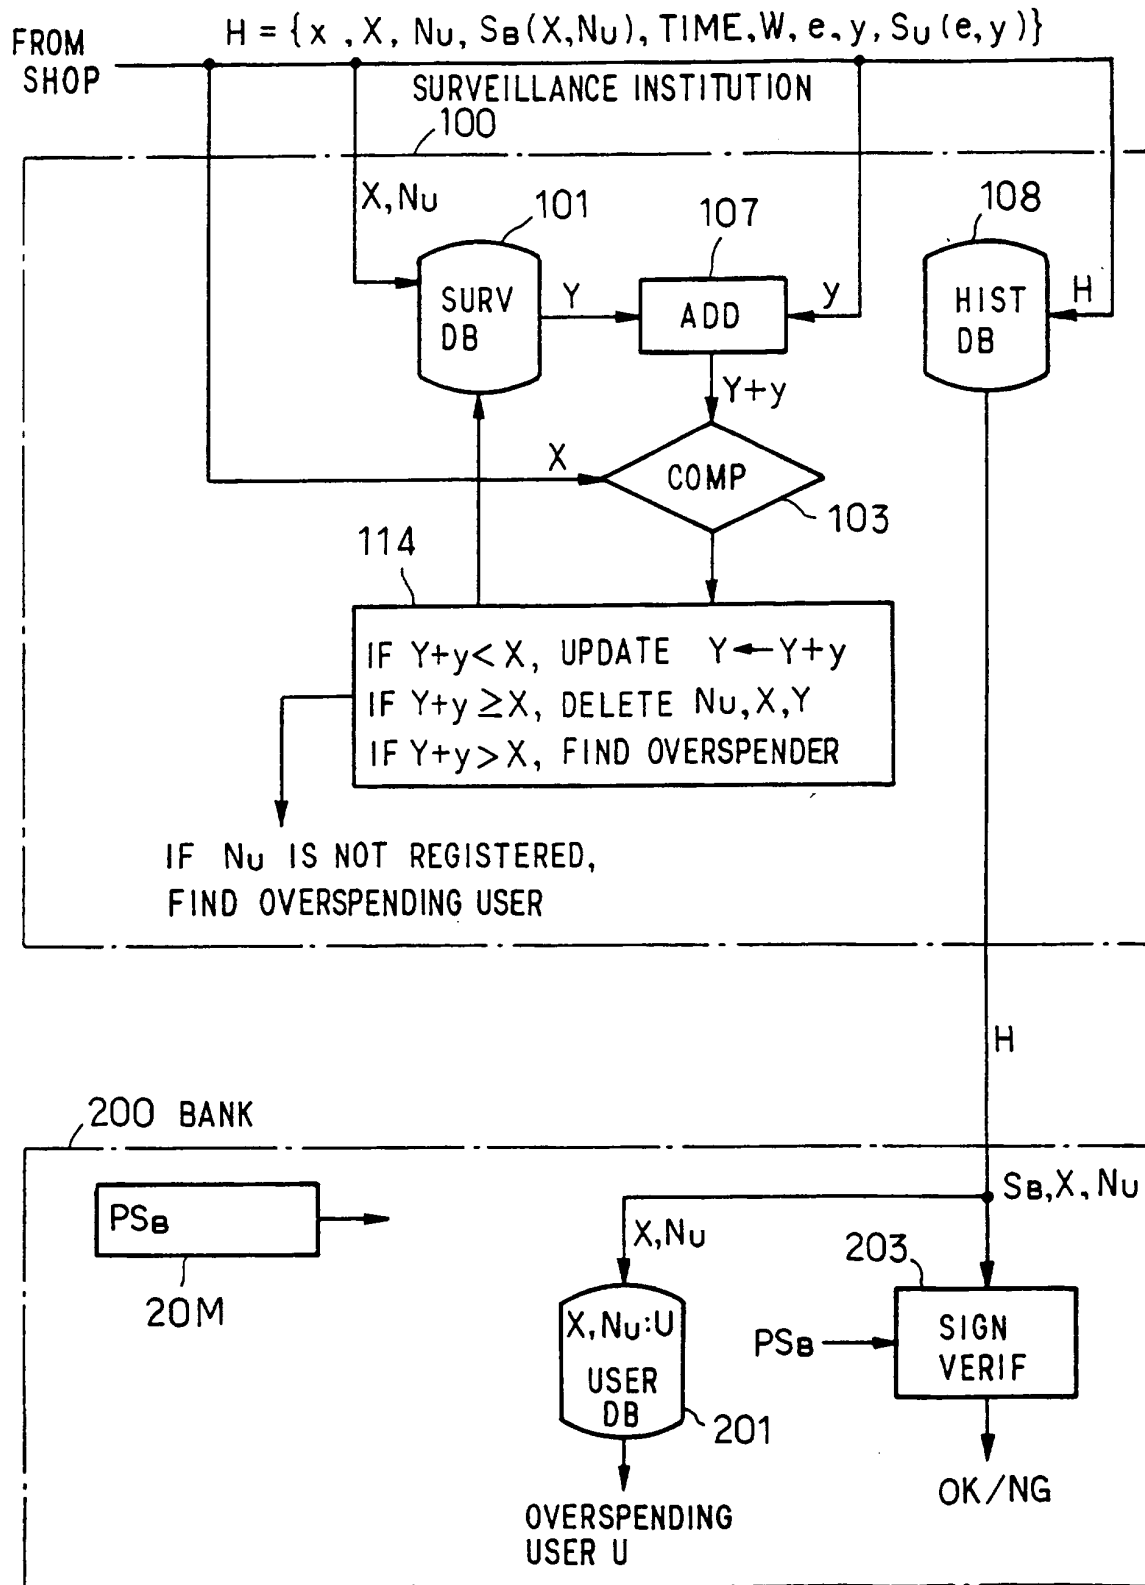 FROM
SHOP
H = {x, X, NU, SB(X,NU), TIME, W, e, y, SU(e,y)}
SURVEILLANCE INSTITUTION
100
X, NU
101
107
108
SURV
DB
Y
ADD
y
HIST
DB
H
Y+y
X
COMP
103
114
IF Y+y < X, UPDATE Y ← Y+y
IF Y+y ≥ X, DELETE NU, X, Y
IF Y+y > X, FIND OVERSPENDER
IF NU IS NOT REGISTERED,
FIND OVERSPENDING USER
H
200 BANK
PSB
20M
SB, X, NU
X, NU
203
X, NU:U
USER
DB
201
PSB
SIGN
VERIF
OVERSPENDING
USER U
OK/NG